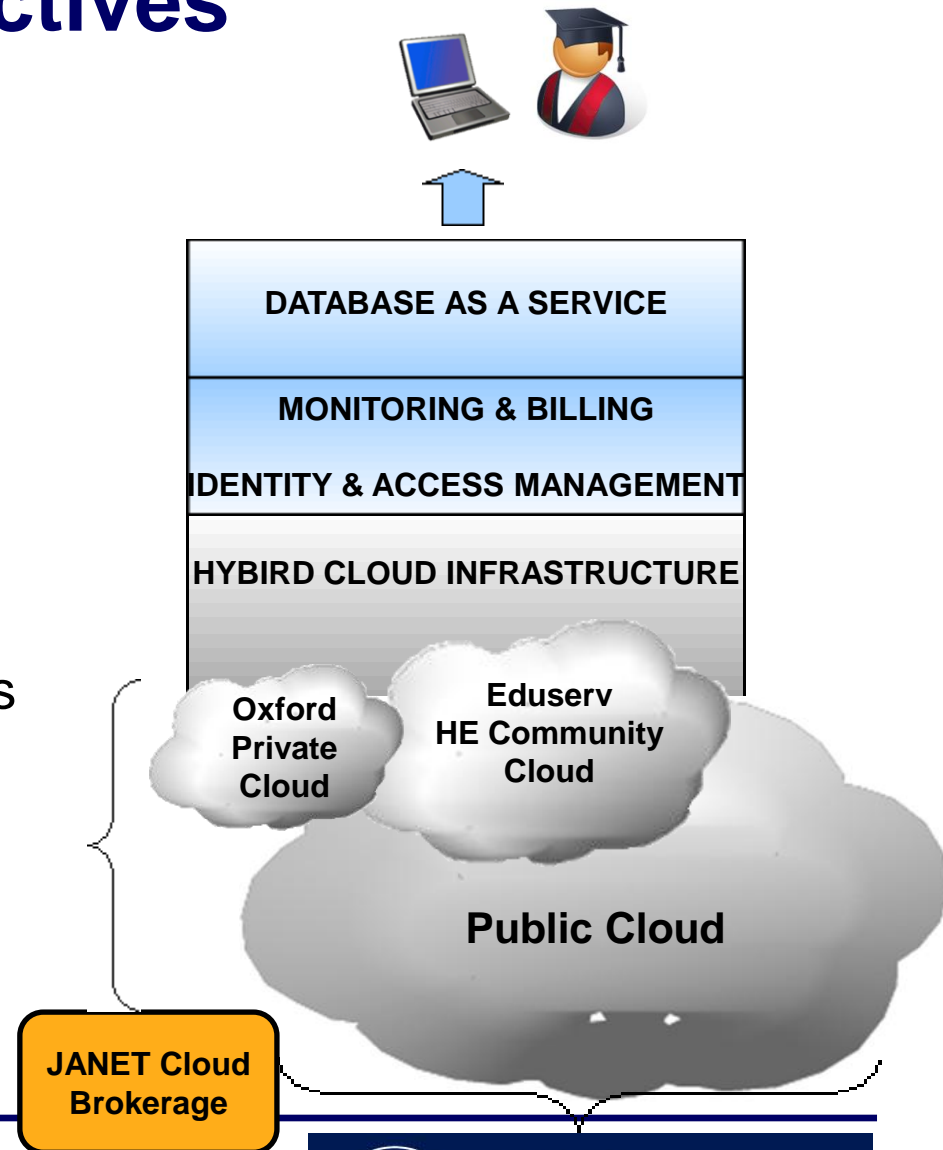 DATABASE AS A SERVICE
MONITORING & BILLING
IDENTITY & ACCESS MANAGEMENT
HYBIRD CLOUD INFRASTRUCTURE
Oxford
Private
Cloud
Eduserv
HE Community
Cloud
Public Cloud
JANET Cloud
Brokerage